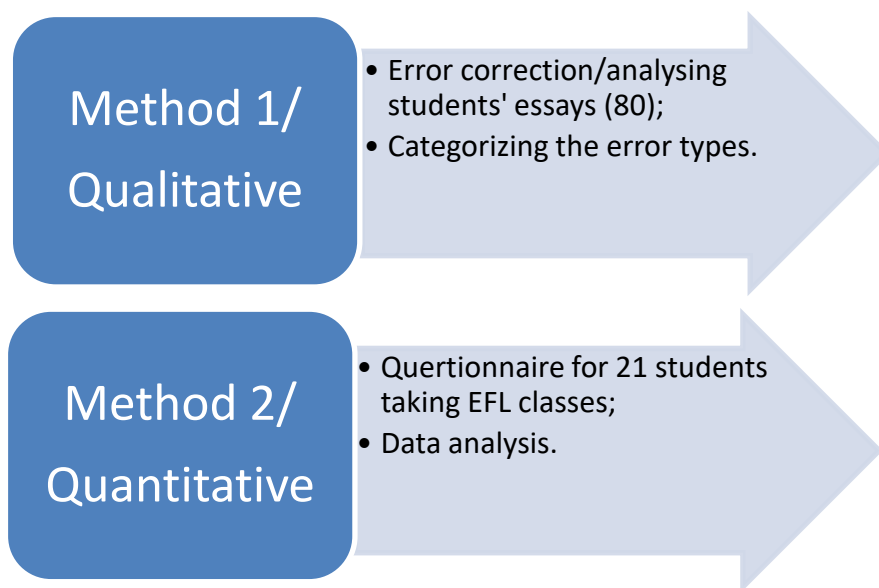 Method 1/
Qualitative
• Error correction/analysing
students' essays (80);
• Categorizing the error types.
Method 2/
Quantitative
• Quertionnaire for 21 students
taking EFL classes;
• Data analysis.